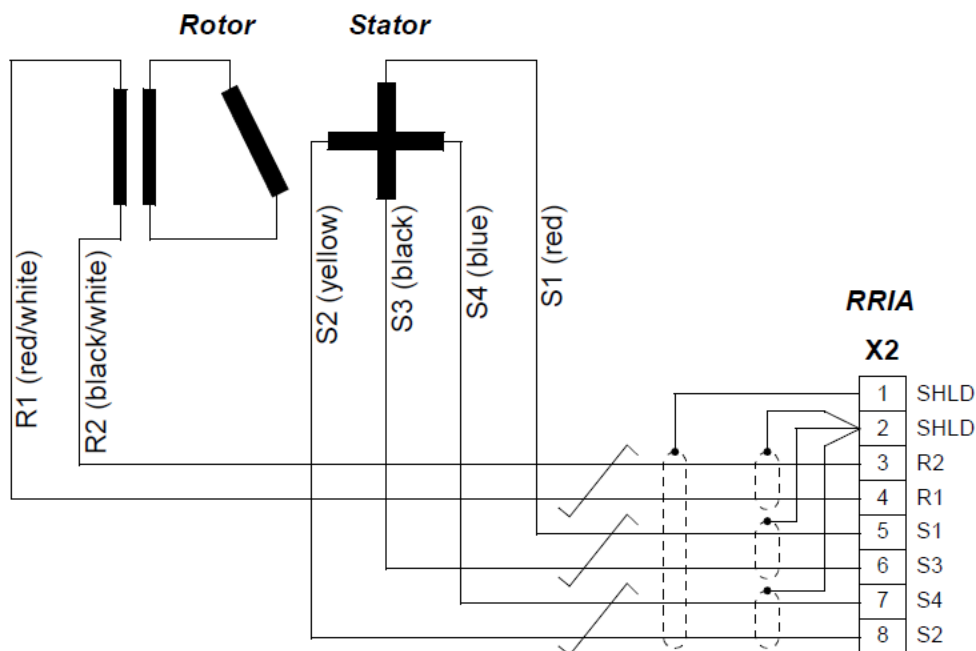 Rotor
Stator
R1 (red/white)
R2 (black/white)
S2 (yellow)
S3 (black)
S4 (blue)
S1 (red)
RRIA
X2
1 SHLD
2 SHLD
3 R2
4 R1
5 S1
6 S3
7 S4
8 S2